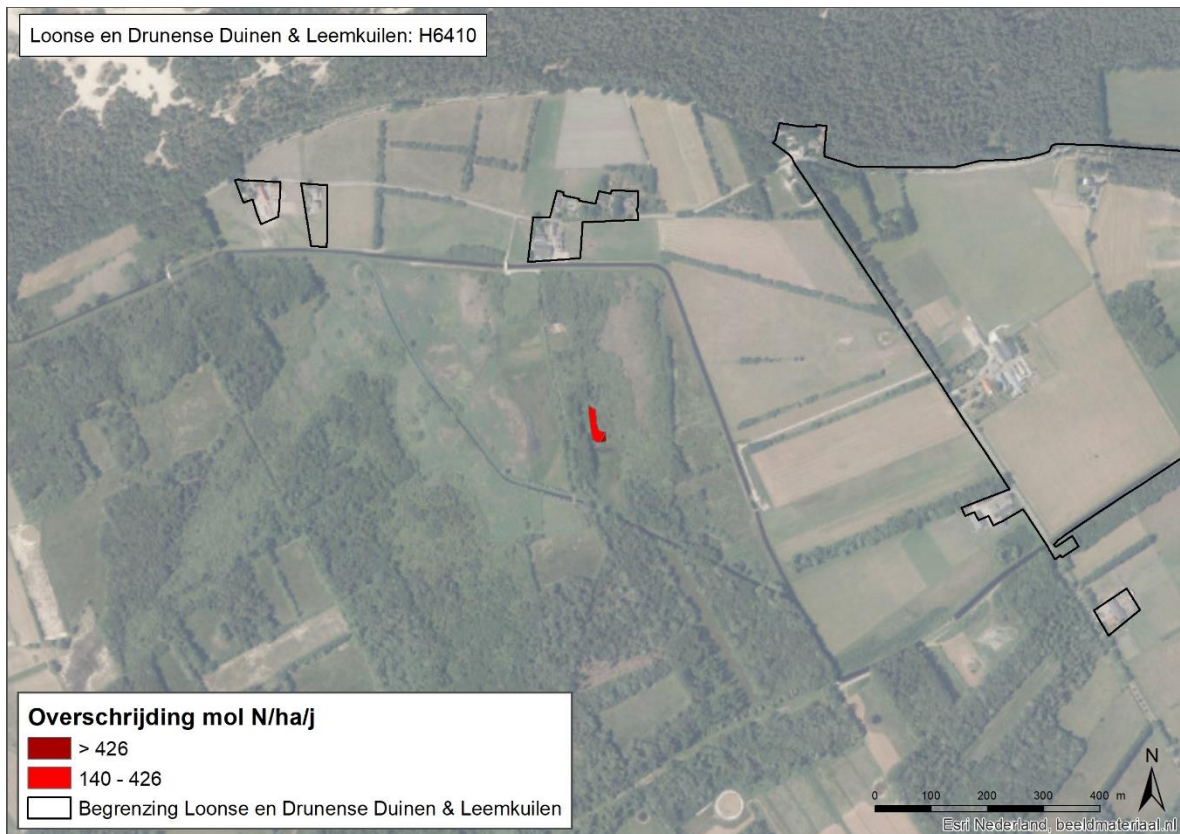 Loonse en Drunense Duinen & Leemkuilen: H6410
Overschrijding mol N/ha/j
> 426
140 - 426
Begrenzing Loonse en Drunense Duinen & Leemkuilen
N
0 100 200 300 400 m
Esri Nederland, beeldmateriaal.nl